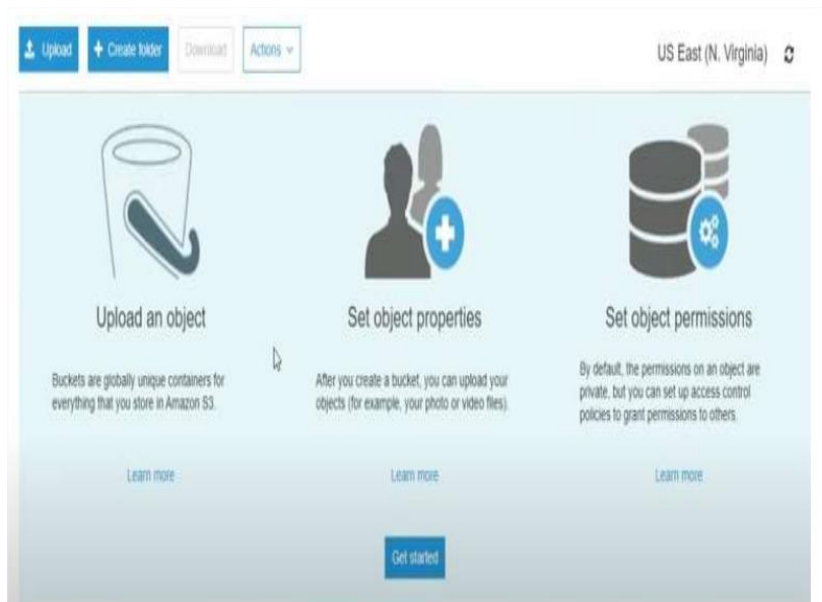 Upload
Create folder
Download
Actions
US East (N. Virginia)
Upload an object
Buckets are globally unique containers for
everything that you store in Amazon S3.
Learn more
Set object properties
After you create a bucket, you can upload your
objects (for example, your photo or video files).
Learn more
Set object permissions
By default, the permissions on an object are
private, but you can set up access control
policies to grant permissions to others.
Learn more
Get started